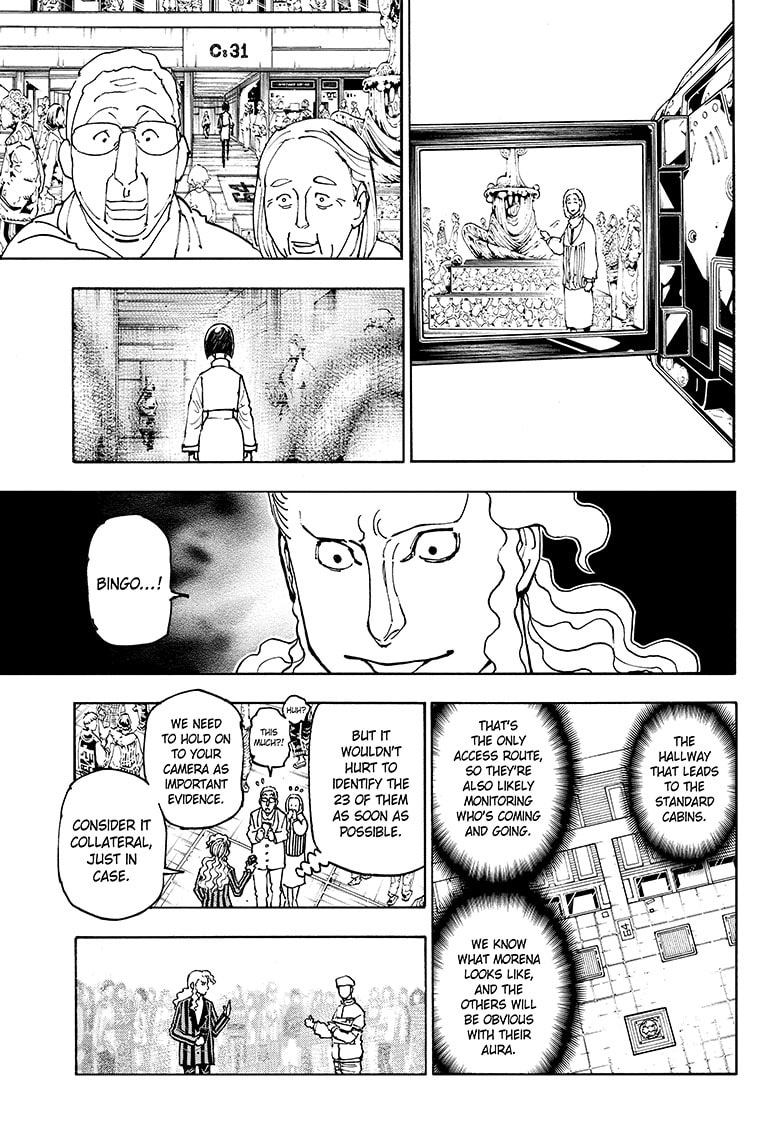 C:31
BINGO...!
THE
HALLWAY
THAT LEADS
TO THE
STANDARD
CABINS.
THAT'S
THE ONLY
ACCESS ROUTE,
SO THEY'RE
ALSO LIKELY
MONITORING
WHO'S COMING
AND GOING.
WE KNOW
WHAT MORENA
LOOKS LIKE,
AND THE
OTHERS WILL
BE OBVIOUS
WITH THEIR
AURA.
BUT IT
WOULDN'T
HURT TO
IDENTIFY THE
23 OF THEM
AS SOON AS
POSSIBLE.
HUH?
THIS
MUCH?!
WE NEED
TO HOLD ON
TO YOUR
CAMERA AS
IMPORTANT
EVIDENCE.
CONSIDER IT
COLLATERAL,
JUST IN
CASE.